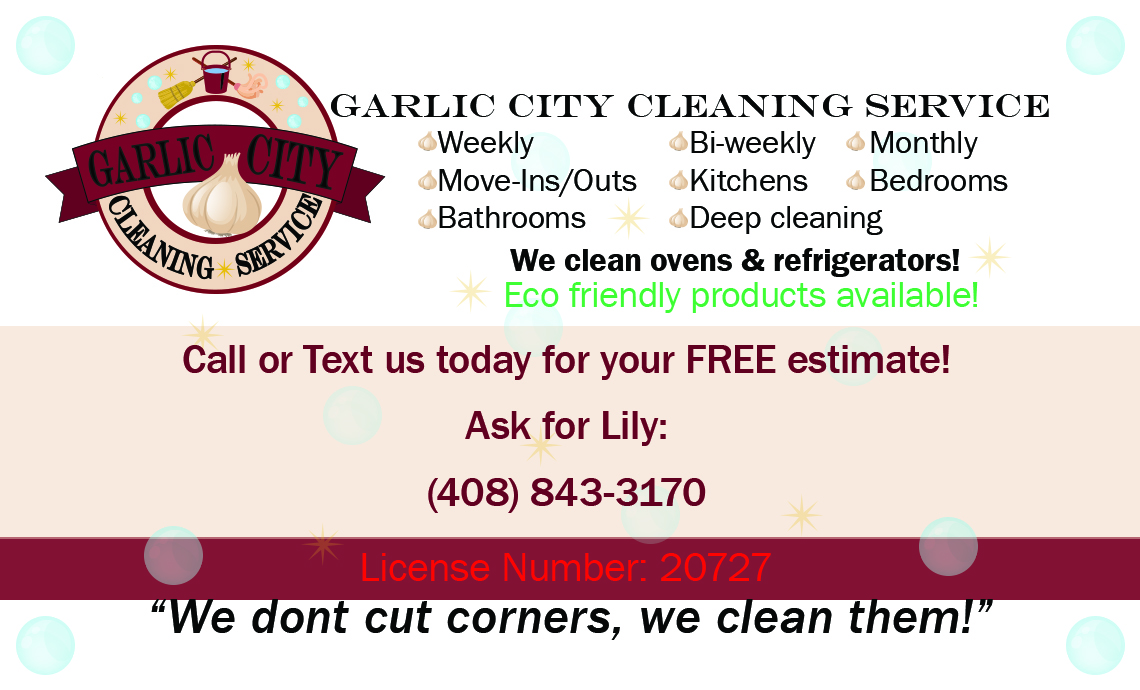 GARLIC CITY
CLEANING SERVICE
GARLIC CITY CLEANING SERVICE
Weekly Bi-weekly Monthly
Move-Ins/Outs Kitchens Bedrooms
Bathrooms Deep cleaning
We clean ovens & refrigerators!
Eco friendly products available!
Call or Text us today for your FREE estimate!
Ask for Lily:
(408) 843-3170
License Number: 20727
“We dont cut corners, we clean them!”